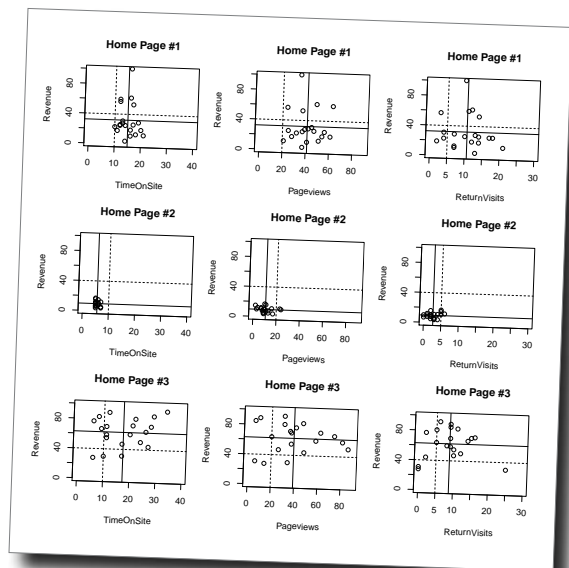 Home Page #1
Home Page #1
Home Page #1
Revenue
0 40 80
0 10 20 30 40
TimeOnSite
Revenue
0 40 80
0 20 40 60 80
Pageviews
Revenue
0 40 80
0 5 10 20 30
ReturnVisits
Home Page #2
Home Page #2
Home Page #2
Revenue
0 40 80
0 10 20 30 40
TimeOnSite
Revenue
0 40 80
0 20 40 60 80
Pageviews
Revenue
0 40 80
0 5 10 20 30
ReturnVisits
Home Page #3
Home Page #3
Home Page #3
Revenue
0 40 80
0 10 20 30 40
TimeOnSite
Revenue
0 40 80
0 20 40 60 80
Pageviews
Revenue
0 40 80
0 5 10 20 30
ReturnVisits